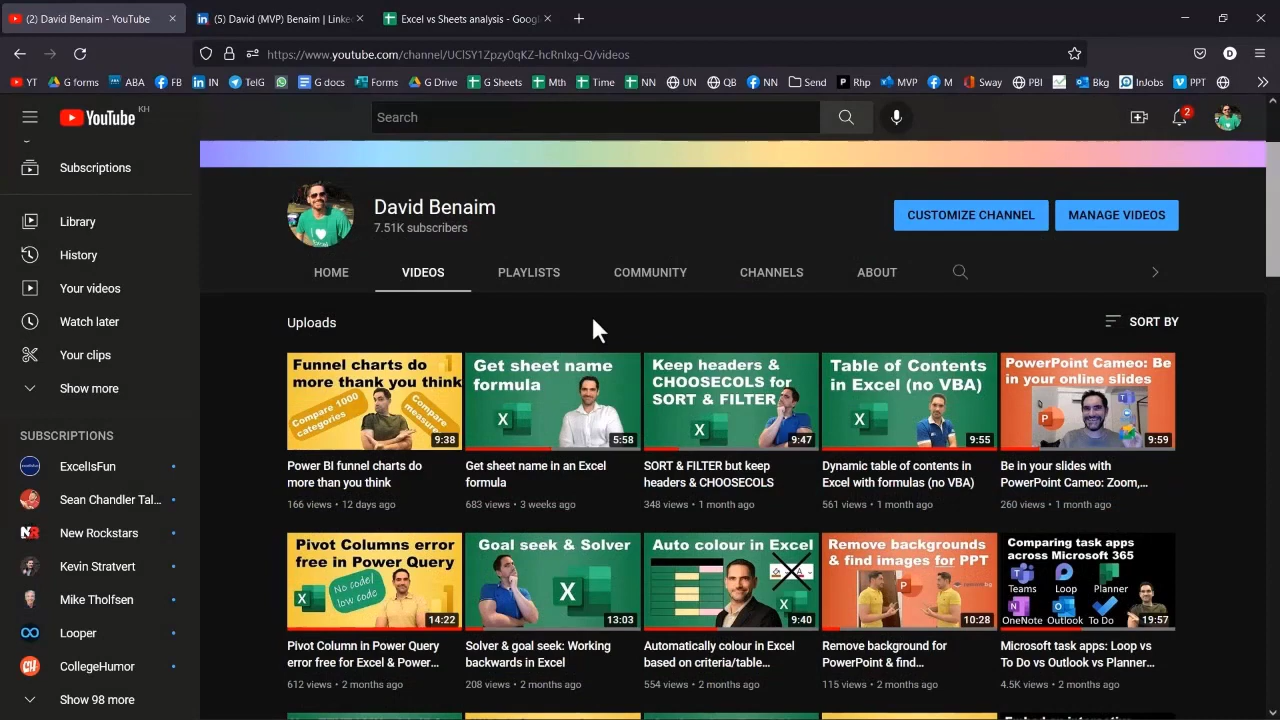 (2) David Benaim - YouTube
(5) David (MVP) Benaim | Linke
Excel vs Sheets analysis - Googl
https://www.youtube.com/channel/UClSY1Zpzy0qKZ-hcRnIxg-Q/videos
YT G forms ABA FB IN TelG G docs Forms G Drive G Sheets Mth Time NN UN QB NN Send Rhp MVP M Sway PBI Bkg InJobs PPT
YouTube KH
Search
2
Subscriptions
Library
History
Your videos
Watch later
Your clips
Show more
SUBSCRIPTIONS
ExcelIsFun
Sean Chandler Tal...
New Rockstars
Kevin Stratvert
Mike Tholfsen
Looper
CollegeHumor
Show 98 more
David Benaim
7.51K subscribers
CUSTOMIZE CHANNEL
MANAGE VIDEOS
HOME VIDEOS PLAYLISTS COMMUNITY CHANNELS ABOUT
Uploads
SORT BY
Funnel charts do
more thank you think
Compare 1000
categories
Compare
9:38
Power BI funnel charts do
more than you think
166 views • 12 days ago
Get sheet name
formula
5:58
Get sheet name in an Excel
formula
683 views • 3 weeks ago
Keep headers &
CHOOSECOLS for
SORT & FILTER
9:47
SORT & FILTER but keep
headers & CHOOSECOLS
348 views • 1 month ago
Table of Contents
in Excel (no VBA)
9:55
Dynamic table of contents in
Excel with formulas (no VBA)
561 views • 1 month ago
PowerPoint Cameo: Be
in your online slides
9:59
Be in your slides with
PowerPoint Cameo: Zoom,...
260 views • 1 month ago
Pivot Columns error
free in Power Query
No code!
low code
14:22
Pivot Column in Power Query
error free for Excel & Power...
612 views • 2 months ago
Goal seek & Solver
13:03
Solver & goal seek: Working
backwards in Excel
208 views • 2 months ago
Auto colour in Excel
9:40
Automatically colour in Excel
based on criteria/table...
554 views • 2 months ago
Remove backgrounds
& find images for PPT
10:28
Remove background for
PowerPoint & find...
115 views • 2 months ago
Comparing task apps
across Microsoft 365
Teams Loop Planner
OneNote Outlook To Do
19:57
Microsoft task apps: Loop vs
To Do vs Outlook vs Planner...
4.5K views • 2 months ago